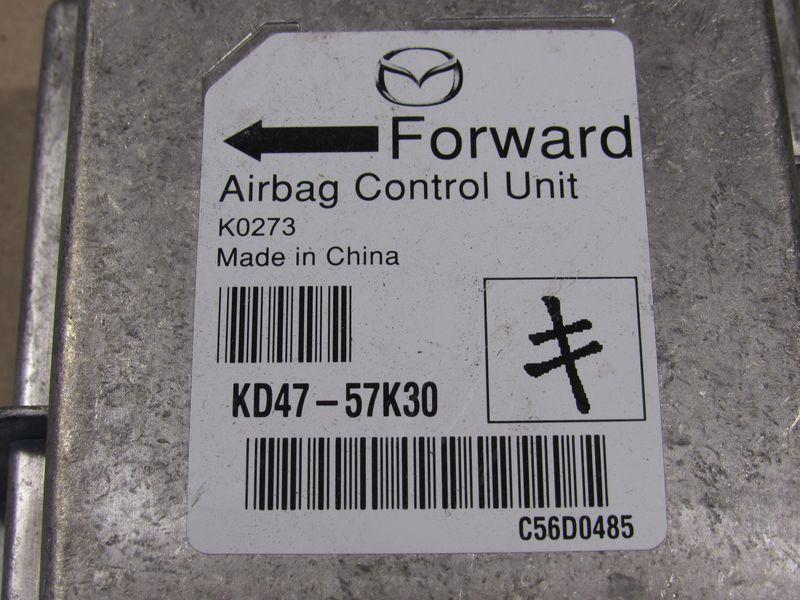 Forward
Airbag Control Unit
K0273
Made in China
キ
KD47-57K30
C56D0485